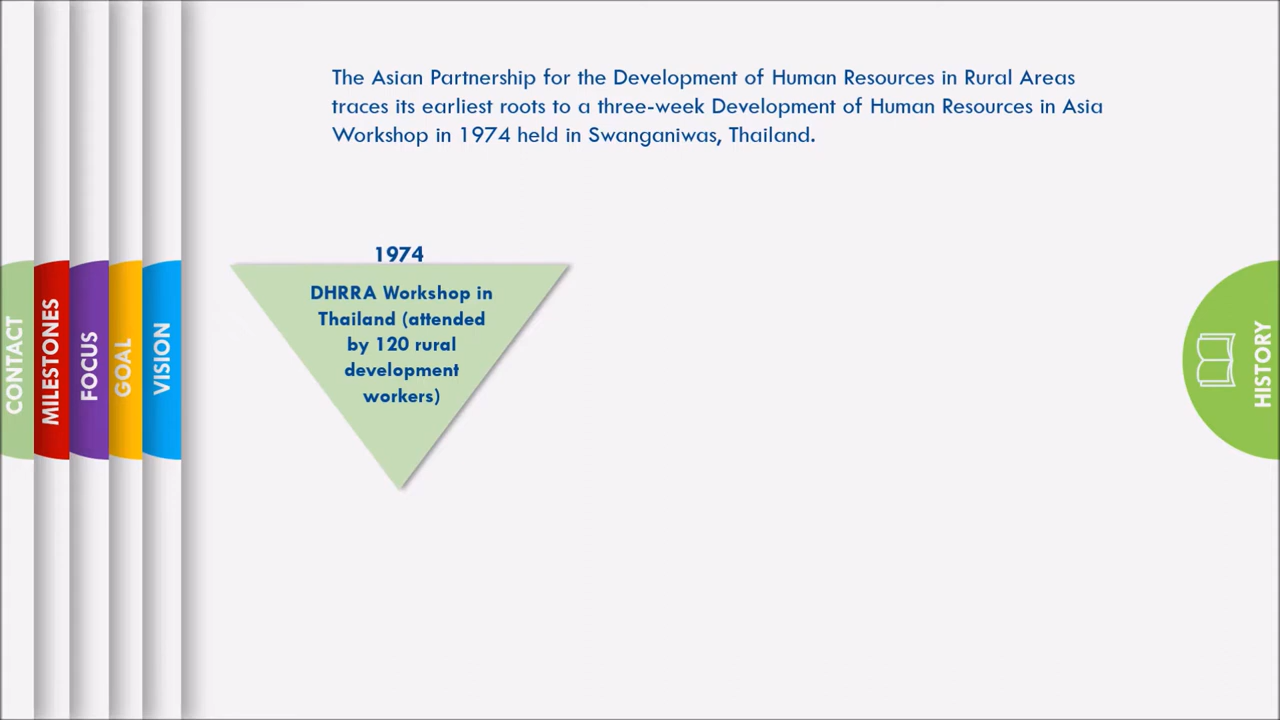 The Asian Partnership for the Development of Human Resources in Rural Areas
traces its earliest roots to a three-week Development of Human Resources in Asia
Workshop in 1974 held in Swanganiwas, Thailand.
1974
DHRRA Workshop in
Thailand (attended
by 120 rural
development
workers)
CONTACT
MILESTONES
FOCUS
GOAL
VISION
HISTORY